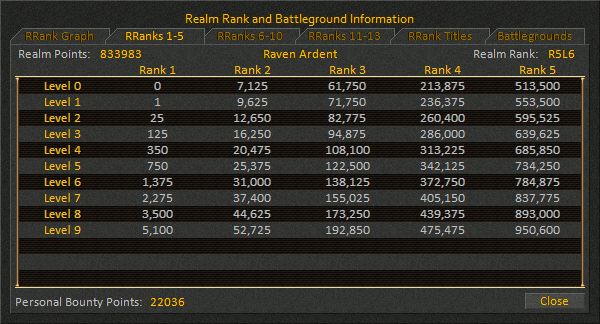 Realm Rank and Battleground Information
RRank Graph RRanks 1-5 RRanks 6-10 RRanks 11-13 RRank Titles Battlegrounds
Realm Points: 833983 Raven Ardent Realm Rank: R5L6
Rank 1 Rank 2 Rank 3 Rank 4 Rank 5
Level 0 0 7,125 61,750 213,875 513,500
Level 1 1 9,625 71,750 236,375 553,500
Level 2 25 12,650 82,775 260,400 595,525
Level 3 125 16,250 94,875 286,000 639,625
Level 4 350 20,475 108,100 313,225 685,850
Level 5 750 25,375 122,500 342,125 734,250
Level 6 1,375 31,000 138,125 372,750 784,875
Level 7 2,275 37,400 155,025 405,150 837,775
Level 8 3,500 44,625 173,250 439,375 893,000
Level 9 5,100 52,725 192,850 475,475 950,600
Personal Bounty Points: 22036 Close